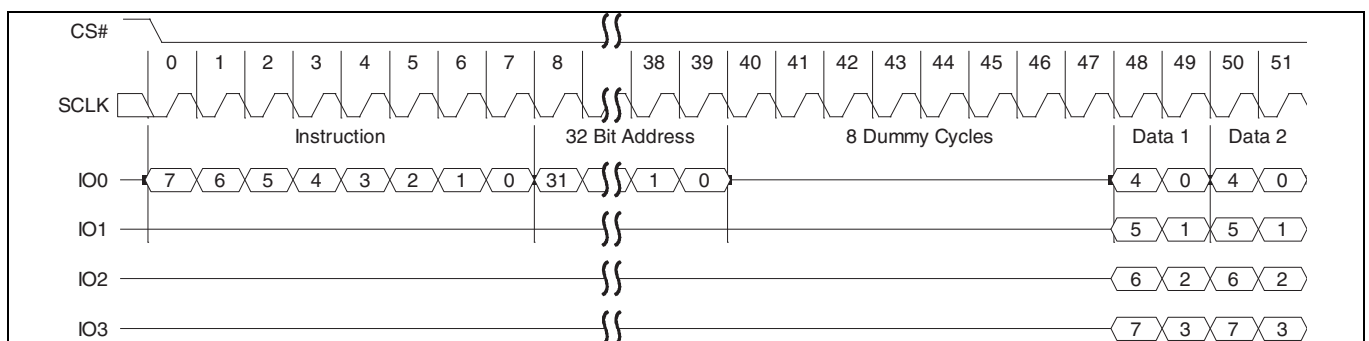 CS#
0 1 2 3 4 5 6 7 8 38 39 40 41 42 43 44 45 46 47 48 49 50 51
SCLK
Instruction 32 Bit Address 8 Dummy Cycles Data 1 Data 2
IO0 7 6 5 4 3 2 1 0 31 1 0 4 0 4 0
IO1 5 1 5 1
IO2 6 2 6 2
IO3 7 3 7 3